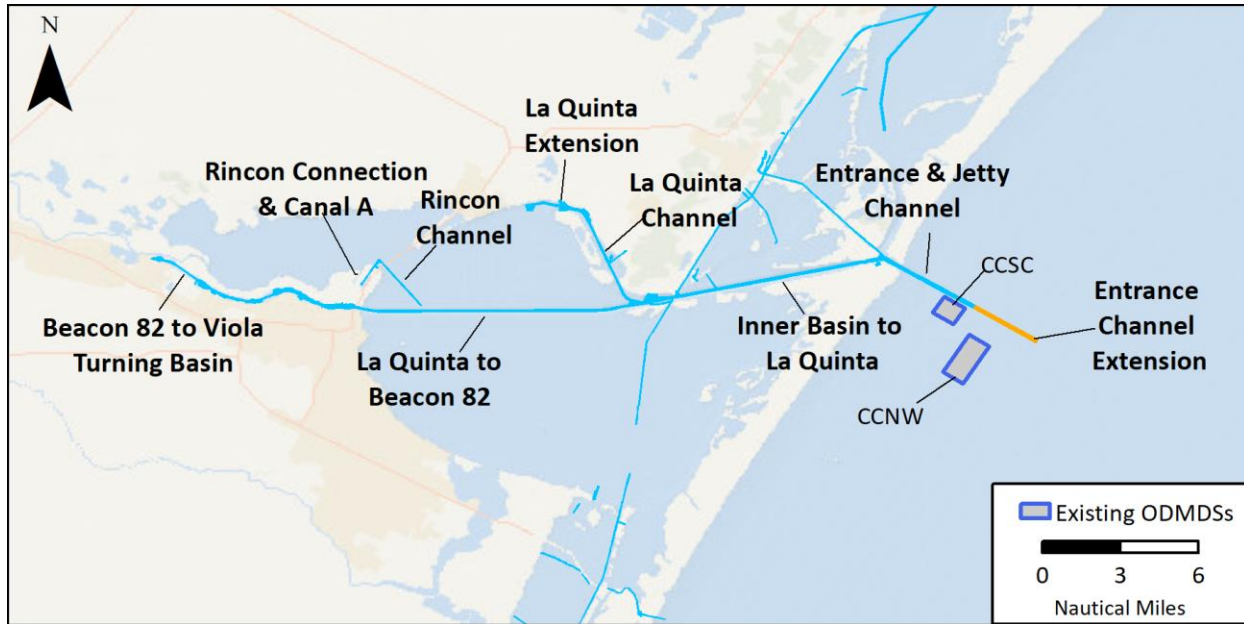 N
La Quinta
Extension
Rincon Connection
& Canal A
Rincon
Channel
La Quinta
Channel
Entrance & Jetty
Channel
CCSC
Entrance
Channel
Extension
Beacon 82 to Viola
Turning Basin
La Quinta to
Beacon 82
Inner Basin to
La Quinta
CCNW
Existing ODMDSs
0 3 6
Nautical Miles